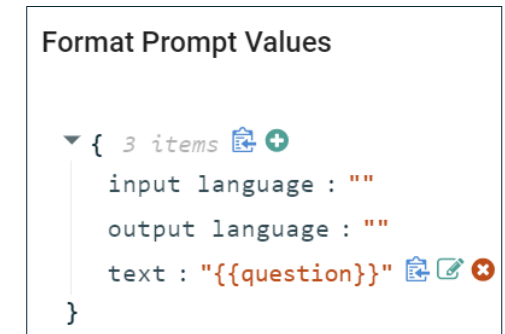 Format Prompt Values
{ 3 items
input language : ""
output language : ""
text : "{{question}}"
}